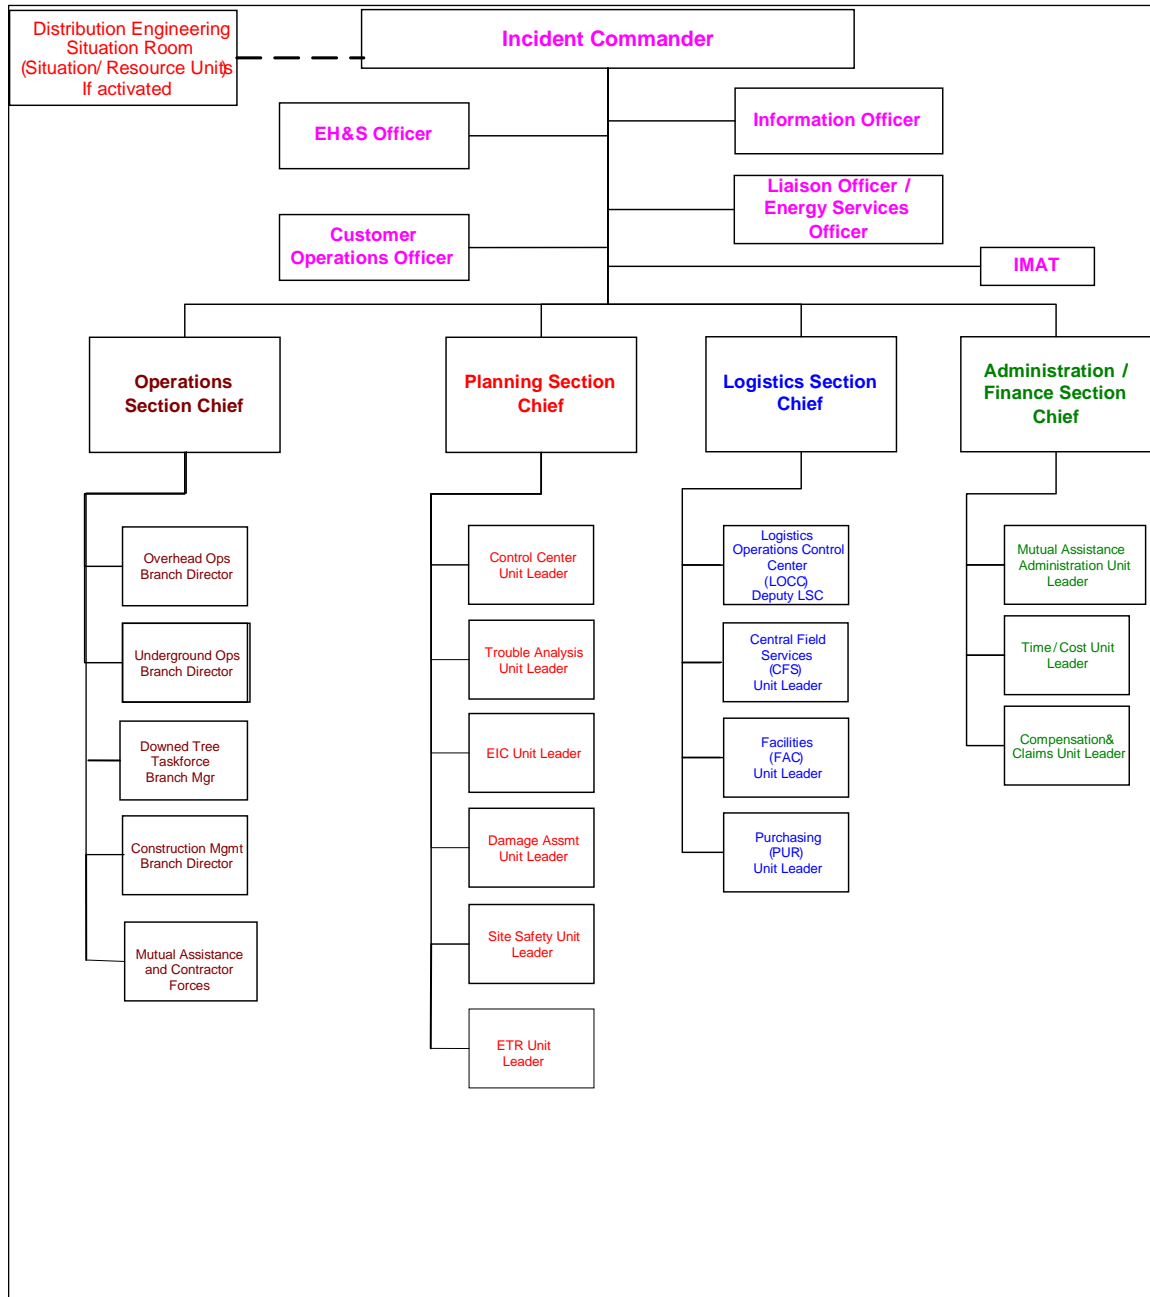 Distribution Engineering
Situation Room
(Situation/ Resource Units)
If activated
Incident Commander
EH&S Officer
Information Officer
Liaison Officer /
Energy Services
Officer
Customer
Operations Officer
IMAT
Operations
Section Chief
Planning Section
Chief
Logistics Section
Chief
Administration /
Finance Section
Chief
Overhead Ops
Branch Director
Underground Ops
Branch Director
Downed Tree
Taskforce
Branch Mgr
Construction Mgmt
Branch Director
Mutual Assistance
and Contractor
Forces
Control Center
Unit Leader
Trouble Analysis
Unit Leader
EIC Unit Leader
Damage Assmt
Unit Leader
Site Safety Unit
Leader
ETR Unit
Leader
Logistics
Operations Control
Center
(LOCC)
Deputy LSC
Central Field
Services
(CFS)
Unit Leader
Facilities
(FAC)
Unit Leader
Purchasing
(PUR)
Unit Leader
Mutual Assistance
Administration Unit
Leader
Time/Cost Unit
Leader
Compensation&
Claims Unit Leader